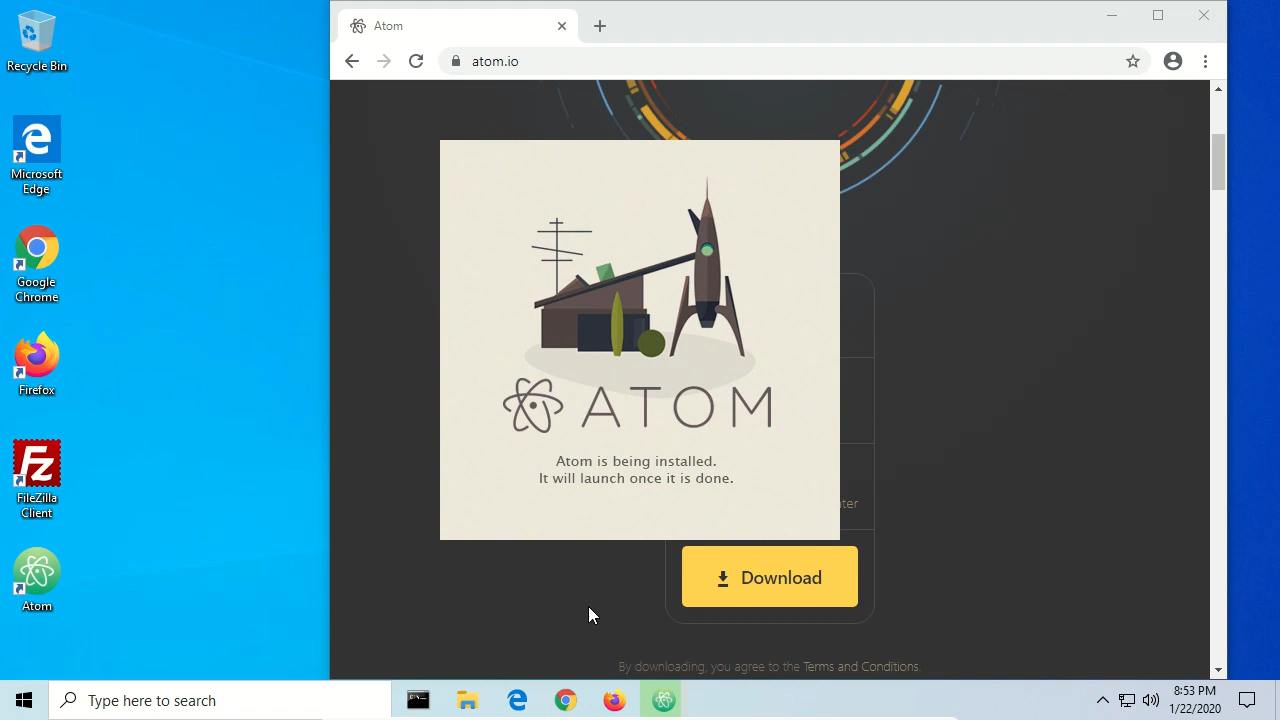 Recycle Bin
Microsoft
Edge
Google
Chrome
Firefox
FileZilla
Client
Atom
Atom
atom.io
ATOM
Atom is being installed.
It will launch once it is done.
Download
By downloading, you agree to the Terms and Conditions.
Type here to search
8:53 PM
1/22/2020